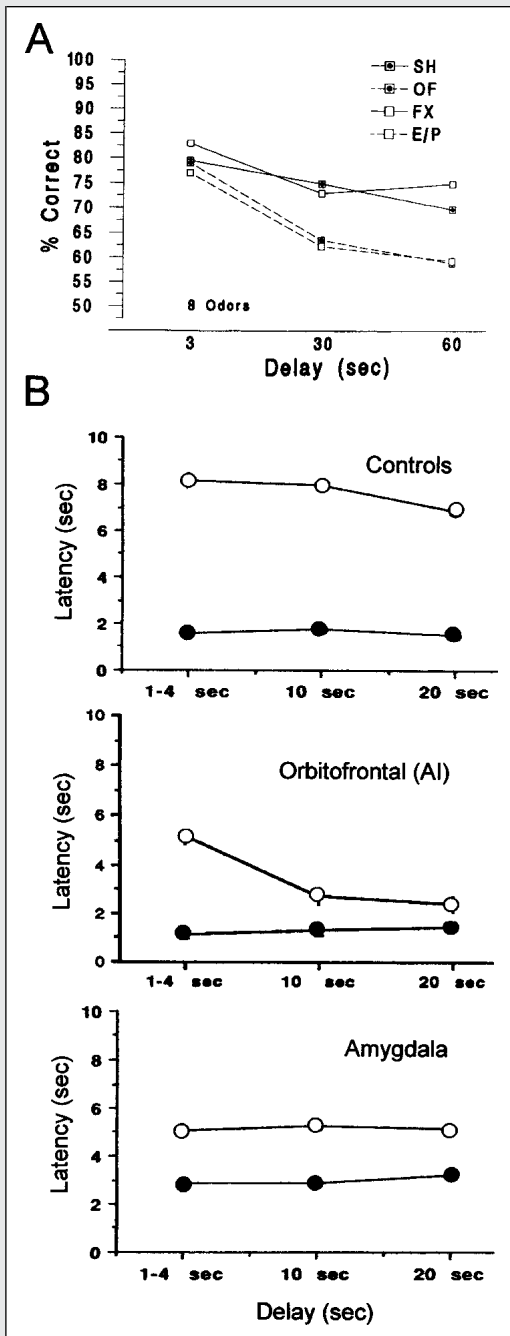 A
100
95
90
85
80
75
70
65
60
55
50
% Correct
SH
OF
FX
E/P
8 Odors
3 30 60
Delay (sec)
B
10
8
6
4
2
0
Latency (sec)
Controls
1-4 sec 10 sec 20 sec
10
8
6
4
2
0
Latency (sec)
Orbitofrontal (AI)
1-4 sec 10 sec 20 sec
10
8
6
4
2
0
Latency (sec)
Amygdala
1-4 sec 10 sec 20 sec
Delay (sec)